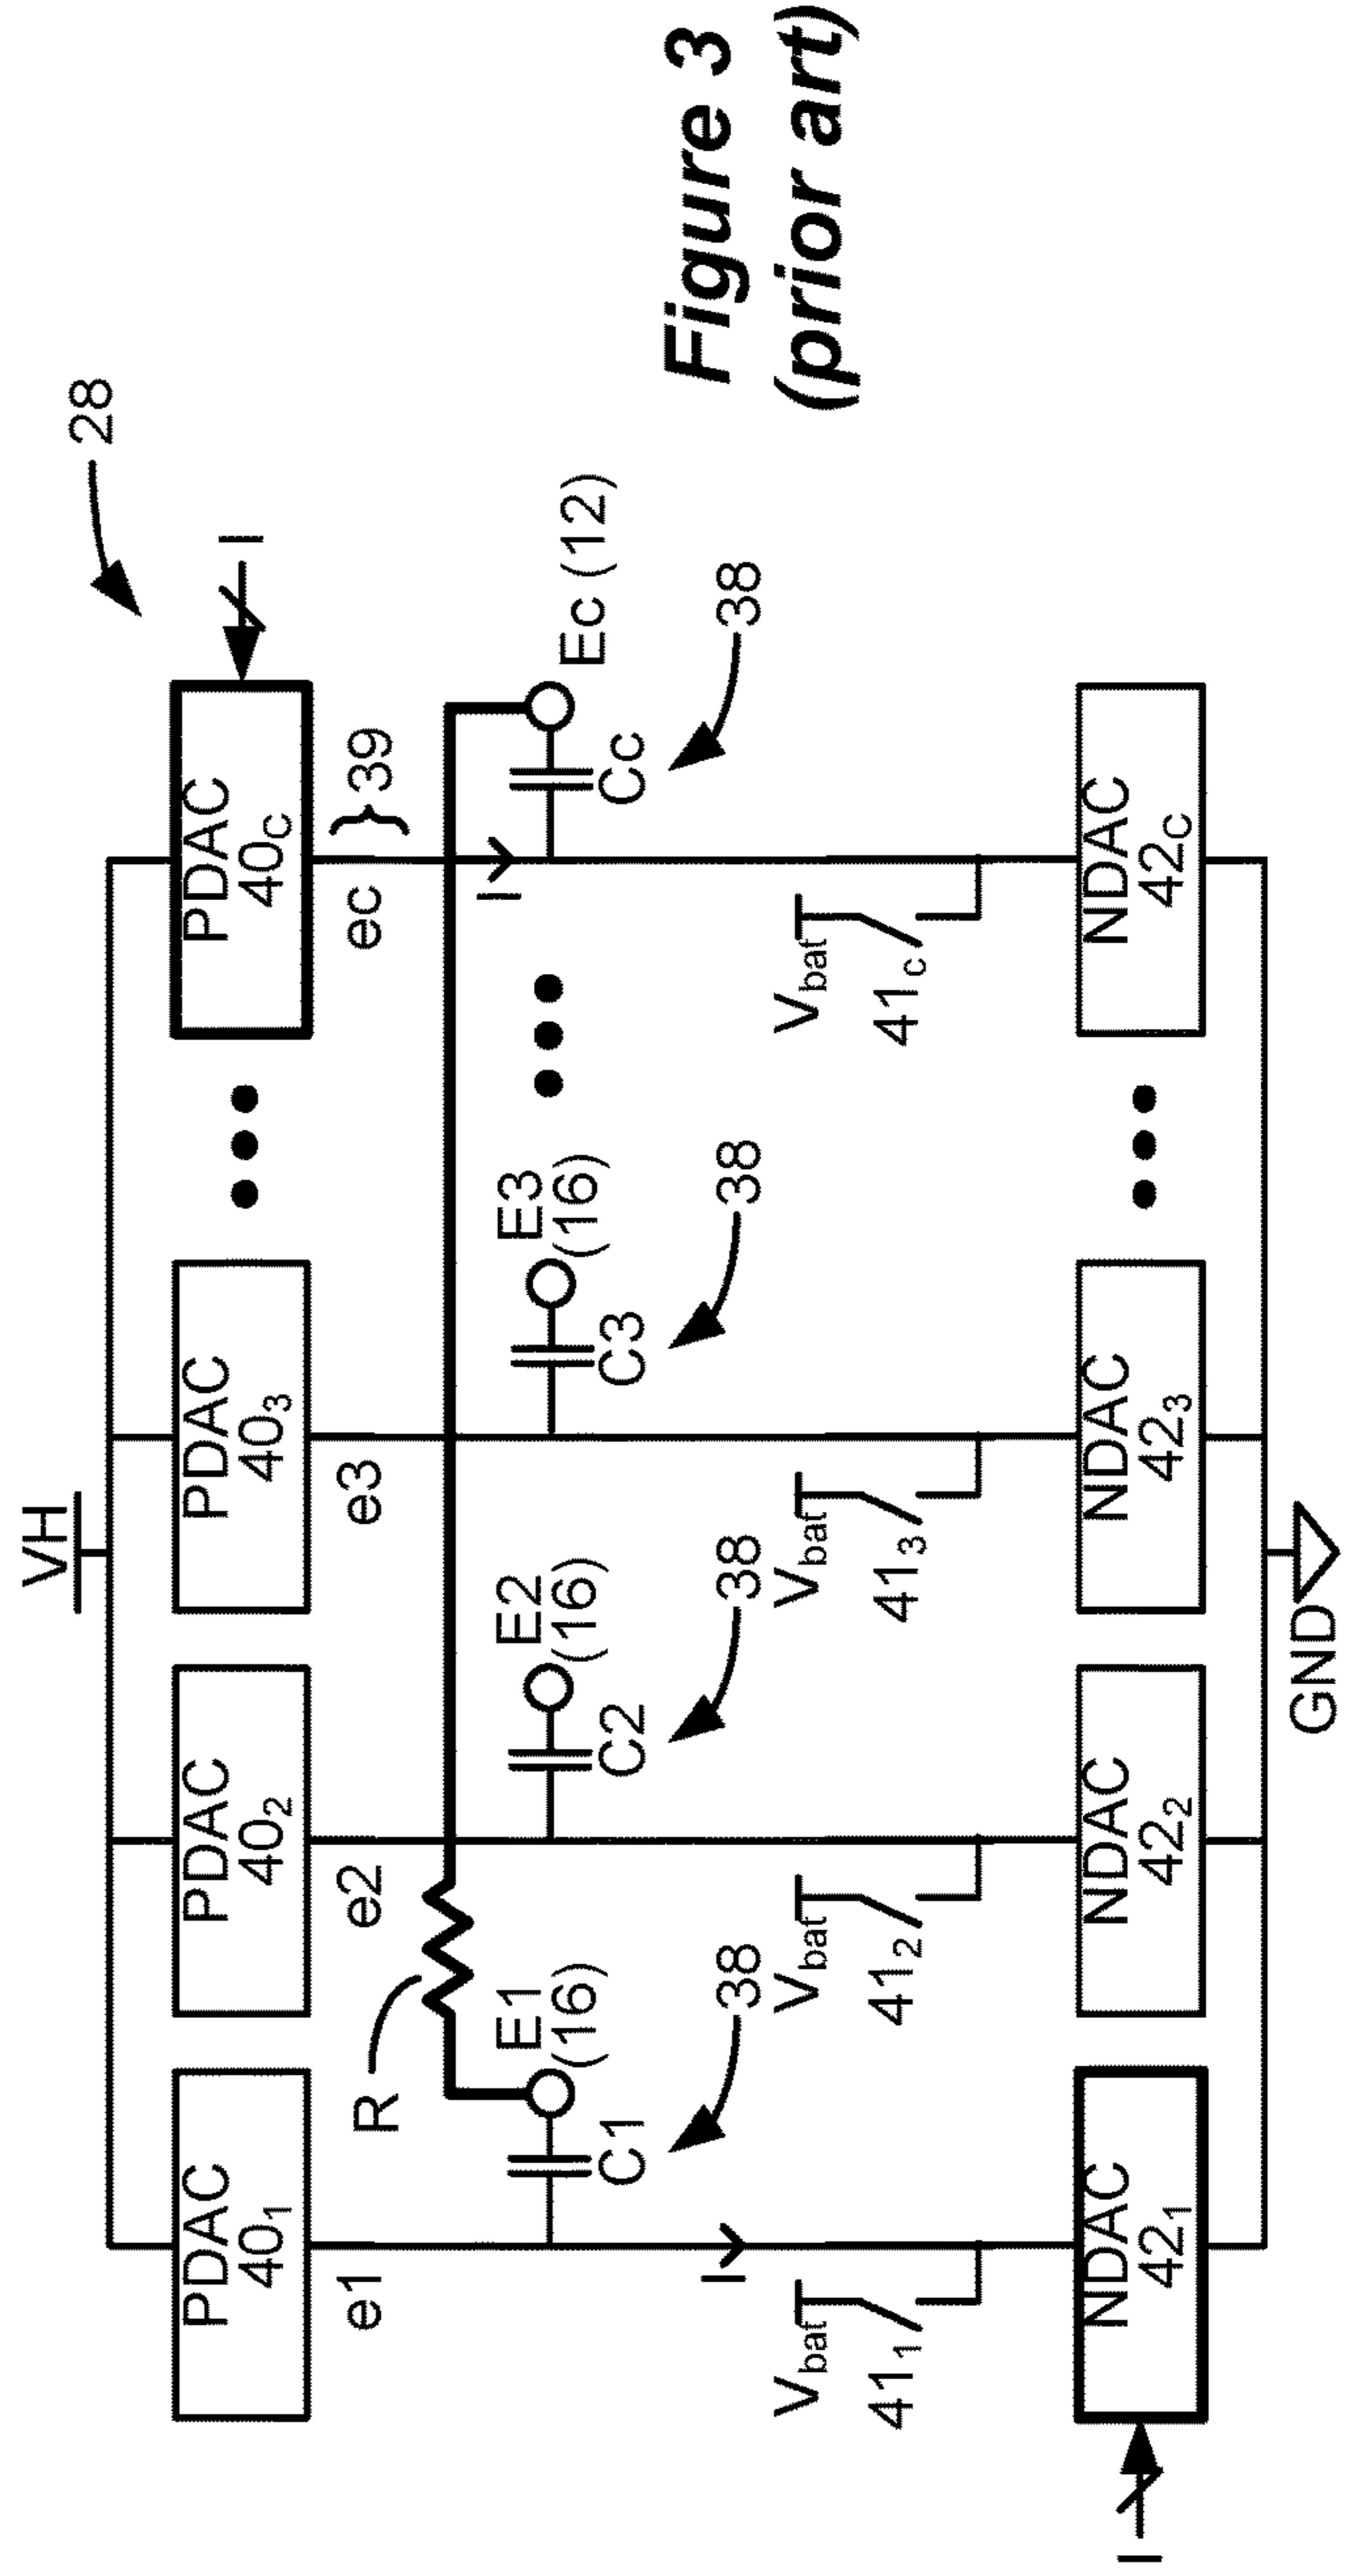 28
VH
PDAC
40₁
PDAC
40₂
PDAC
40₃
PDAC
40C
I
e1
e2
e3
ec
}39
R
I
E1
(16)
E2
(16)
E3
(16)
Ec (12)
C1
C2
C3
Cc
I
38
38
38
38
Vbat
41₁
Vbat
41₂
Vbat
41₃
Vbat
41c
I
NDAC
42₁
NDAC
42₂
NDAC
42₃
NDAC
42C
GND
Figure 3
(prior art)